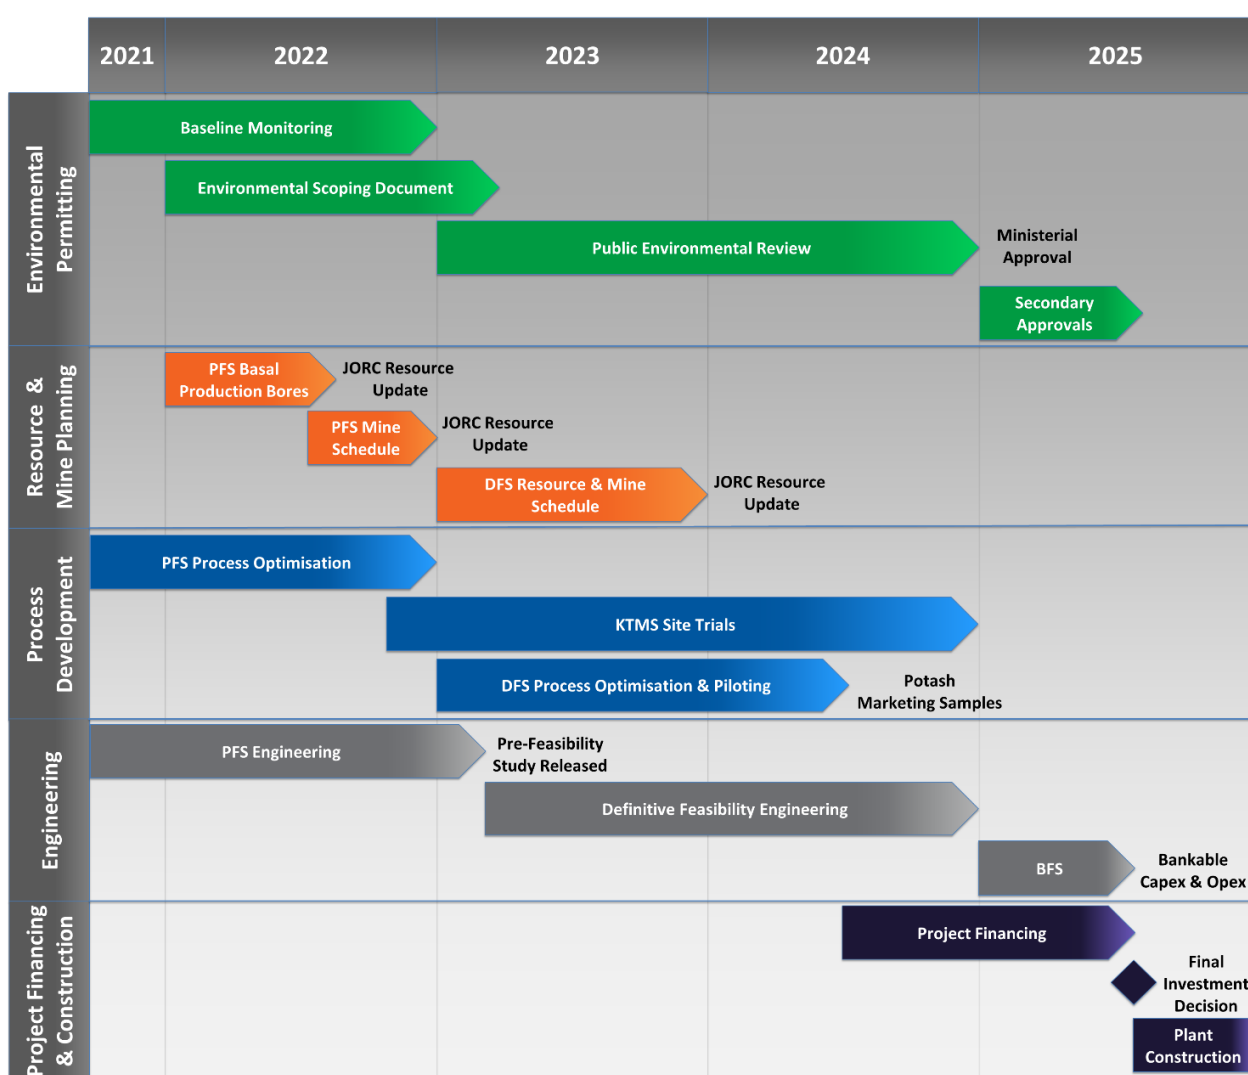 2021
2022
2023
2024
2025
Environmental
Permitting
Baseline Monitoring
Environmental Scoping Document
Public Environmental Review
Ministerial
Approval
Secondary
Approvals
Resource &
Mine Planning
PFS Basal
Production Bores
JORC Resource
Update
PFS Mine
Schedule
JORC Resource
Update
DFS Resource & Mine
Schedule
JORC Resource
Update
Process
Development
PFS Process Optimisation
KTMS Site Trials
DFS Process Optimisation & Piloting
Potash
Marketing Samples
Engineering
PFS Engineering
Pre-Feasibility
Study Released
Definitive Feasibility Engineering
BFS
Bankable
Capex & Opex
Project Financing
& Construction
Project Financing
Final
Investment
Decision
Plant
Construction